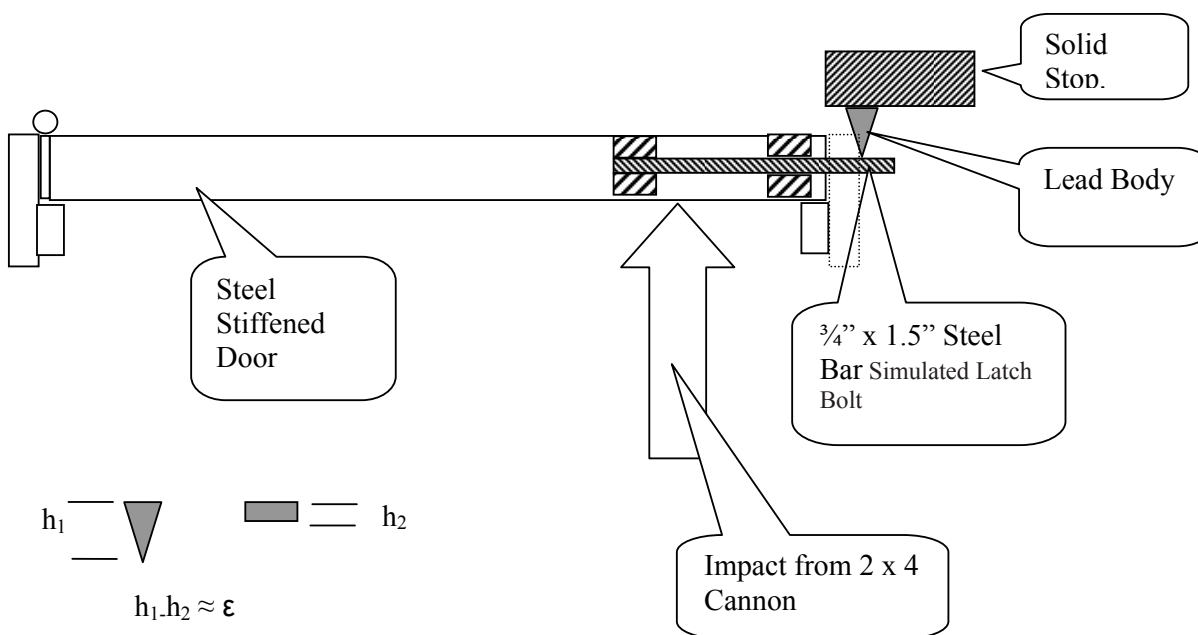 Solid
Stop.
Lead Body
Steel
Stiffened
Door
¾” x 1.5” Steel
Bar Simulated Latch
Bolt
h₁
h₂
h₁-h₂ ≈ ε
Impact from 2 x 4
Cannon